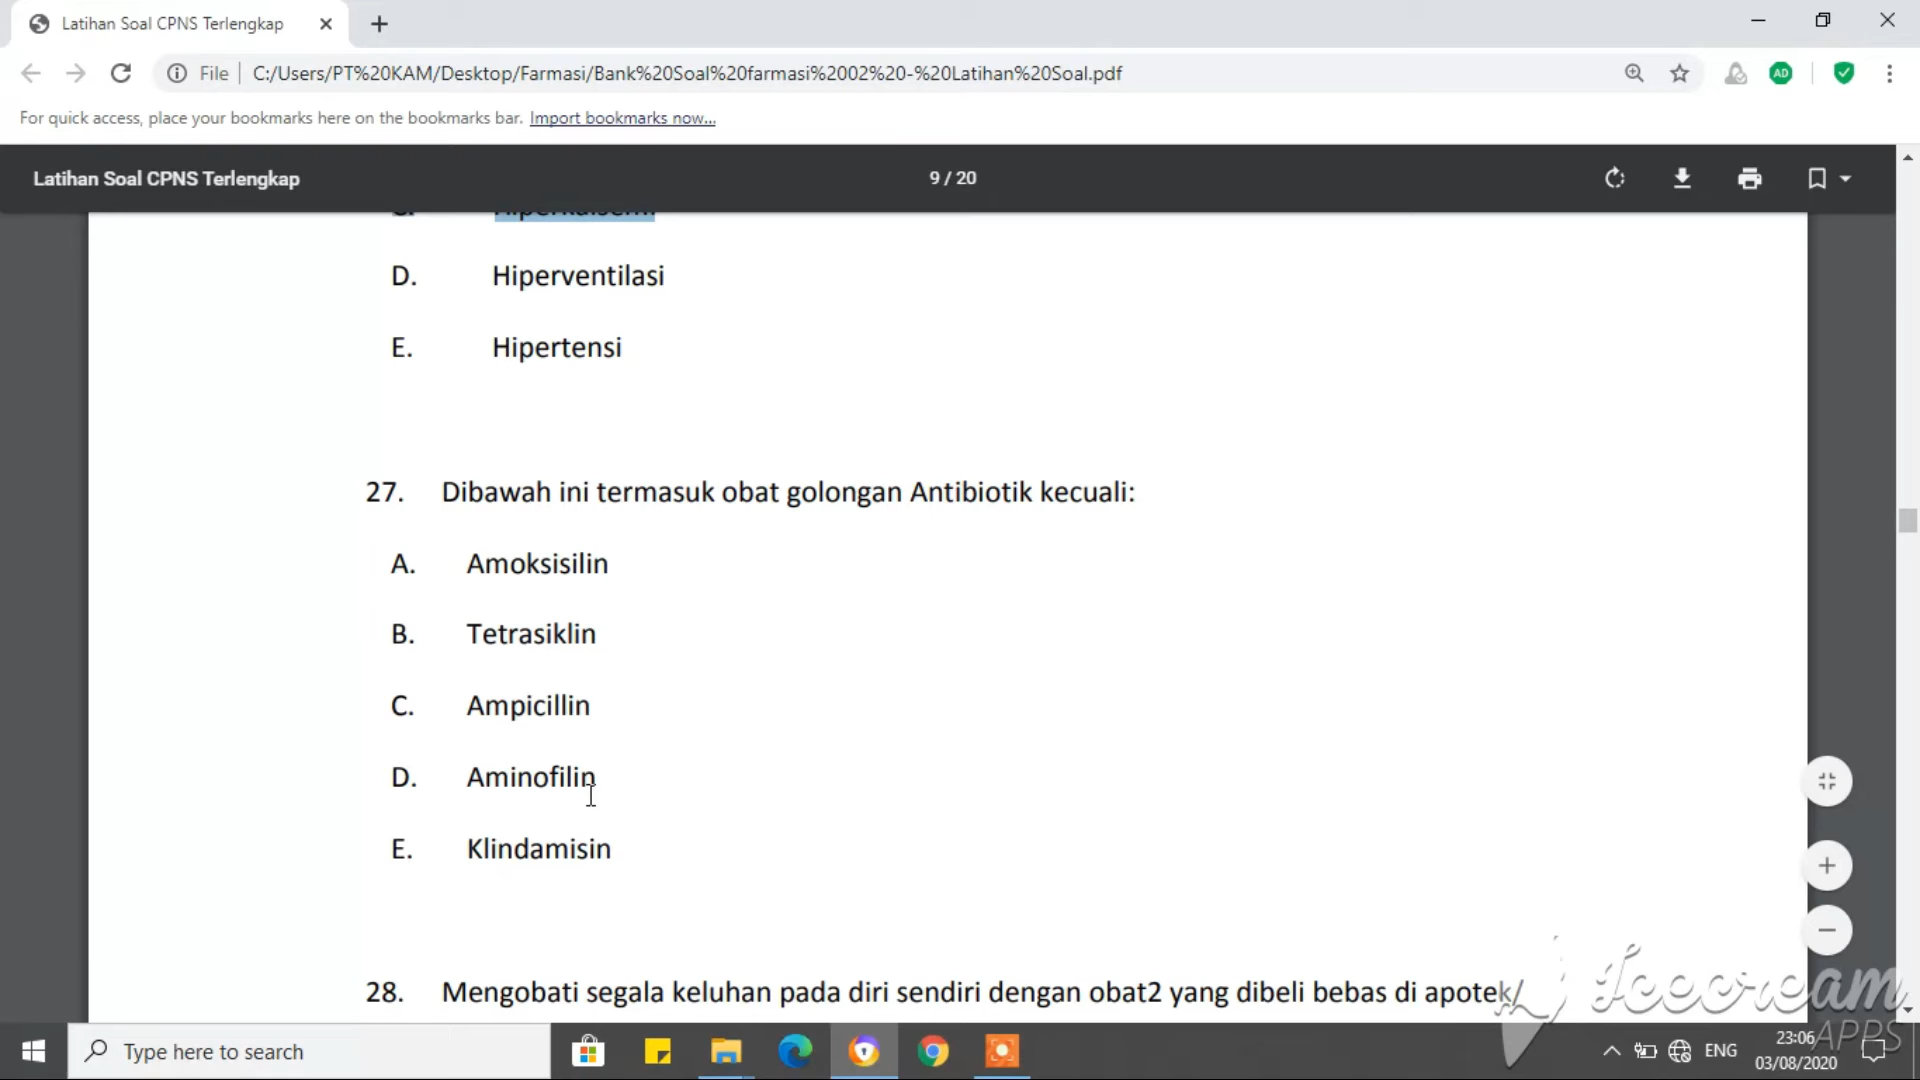 Latihan Soal CPNS Terlengkap
File C:/Users/PT%20KAM/Desktop/Farmasi/Bank%20Soal%20farmasi%2002%20-%20Latihan%20Soal.pdf
AD
For quick access, place your bookmarks here on the bookmarks bar. Import bookmarks now...
Latihan Soal CPNS Terlengkap
9 / 20
D. Hiperventilasi
E. Hipertensi
27. Dibawah ini termasuk obat golongan Antibiotik kecuali:
A. Amoksisilin
B. Tetrasiklin
C. Ampicillin
D. Aminofilin
E. Klindamisin
28. Mengobati segala keluhan pada diri sendiri dengan obat2 yang dibeli bebas di apotek/
Icecream
APPS
Type here to search
ENG
23:06
03/08/2020